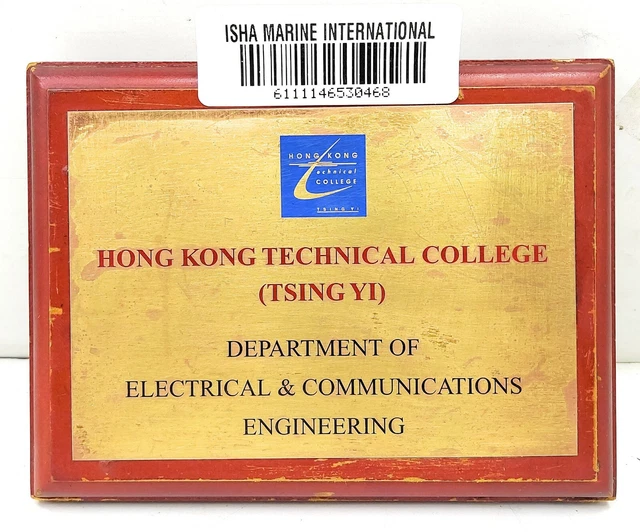 ISHA MARINE INTERNATIONAL
6111146530468
HONG KONG
technical
COLLEGE
TSING YI
HONG KONG TECHNICAL COLLEGE
(TSING YI)
DEPARTMENT OF
ELECTRICAL & COMMUNICATIONS
ENGINEERING